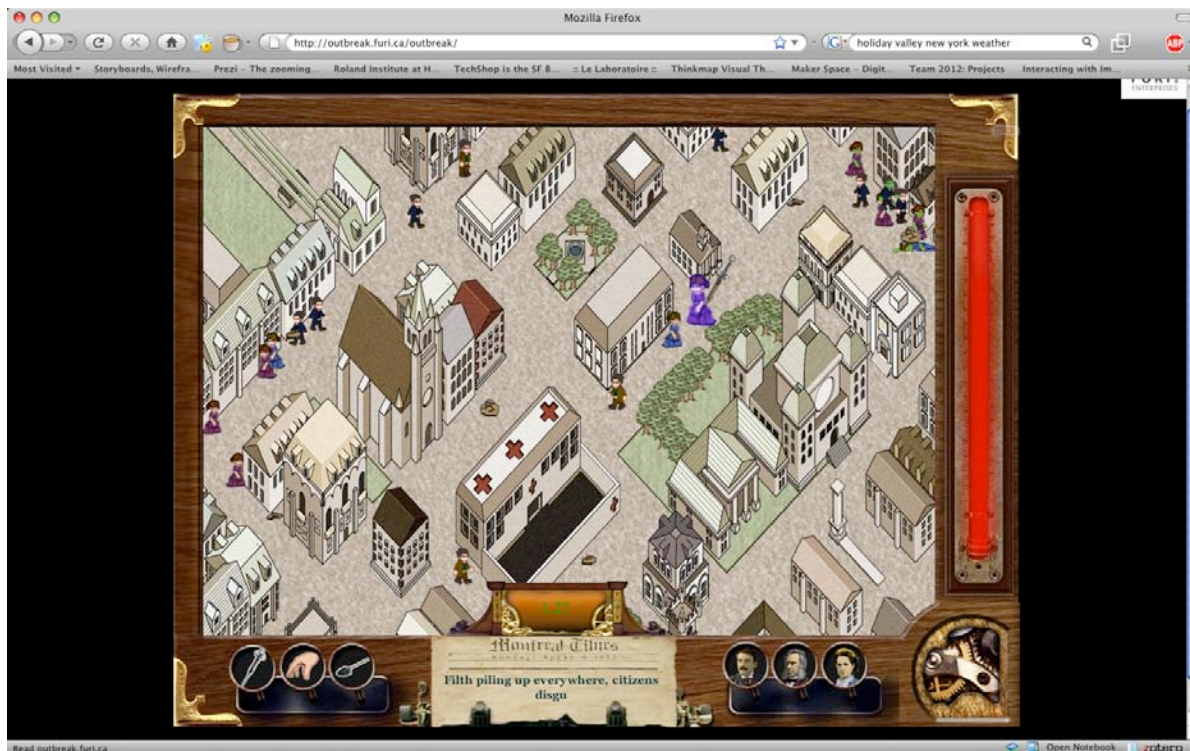 Mozilla Firefox
http://outbreak.furi.ca/outbreak/
holiday valley new york weather
ABP
Most Visited Storyboards, Wirefra... Prezi – The zooming... Roland Institute at H... TechShop is the SF B... :: Le Laboratoire :: Thinkmap Visual Th... Maker Space – Digit... Team 2012: Projects Interacting with Im...
ENTERPRISES
Montreal Times
Filth piling up everywhere, citizens
disgu
Read outbreak.furi.ca
Open Notebook zotero